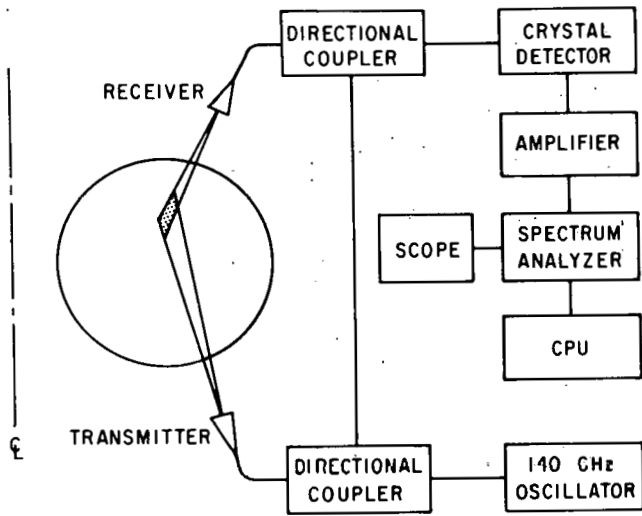 DIRECTIONAL
COUPLER
CRYSTAL
DETECTOR
RECEIVER
AMPLIFIER
SCOPE
SPECTRUM
ANALYZER
CPU
TRANSMITTER
℄
DIRECTIONAL
COUPLER
140 GHz
OSCILLATOR